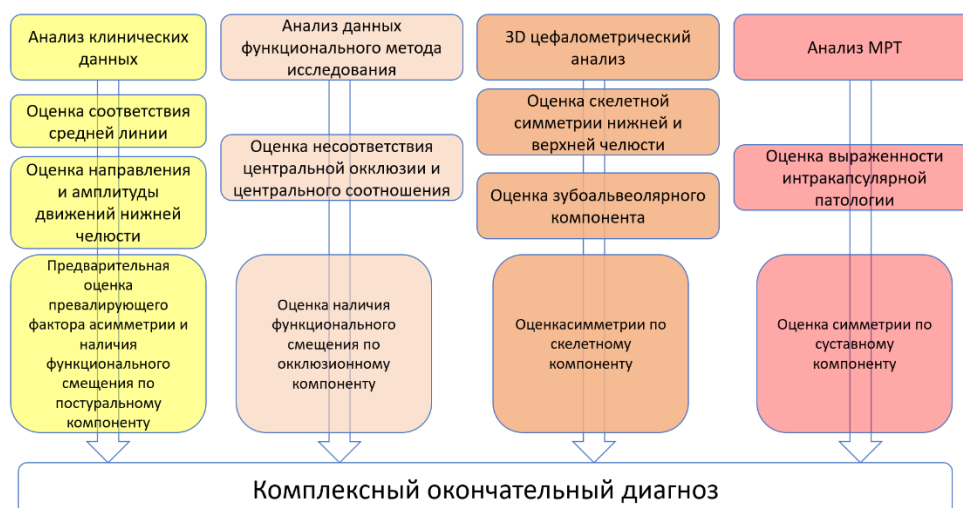 Анализ клинических
данных
Оценка соответствия
средней линии
Оценка направления
и амплитуды
движений нижней
челюсти
Предварительная
оценка
превалирующего
фактора асимметрии и
наличия
функционального
смещения по
постуральному
компоненту
Анализ данных
функционального метода
исследования
Оценка несоответствия
центральной окклюзии и
центрального соотношения
Оценка наличия
функционального
смещения по
окклюзионному
компоненту
3D цефалометрический
анализ
Оценка скелетной
симметрии нижней и
верхней челюсти
Оценка зубоальвеолярного
компонента
Оценкасимметрии по
скелетному
компоненту
Анализ МРТ
Оценка выраженности
интракапсулярной
патологии
Оценка симметрии по
суставному
компоненту
Комплексный окончательный диагноз